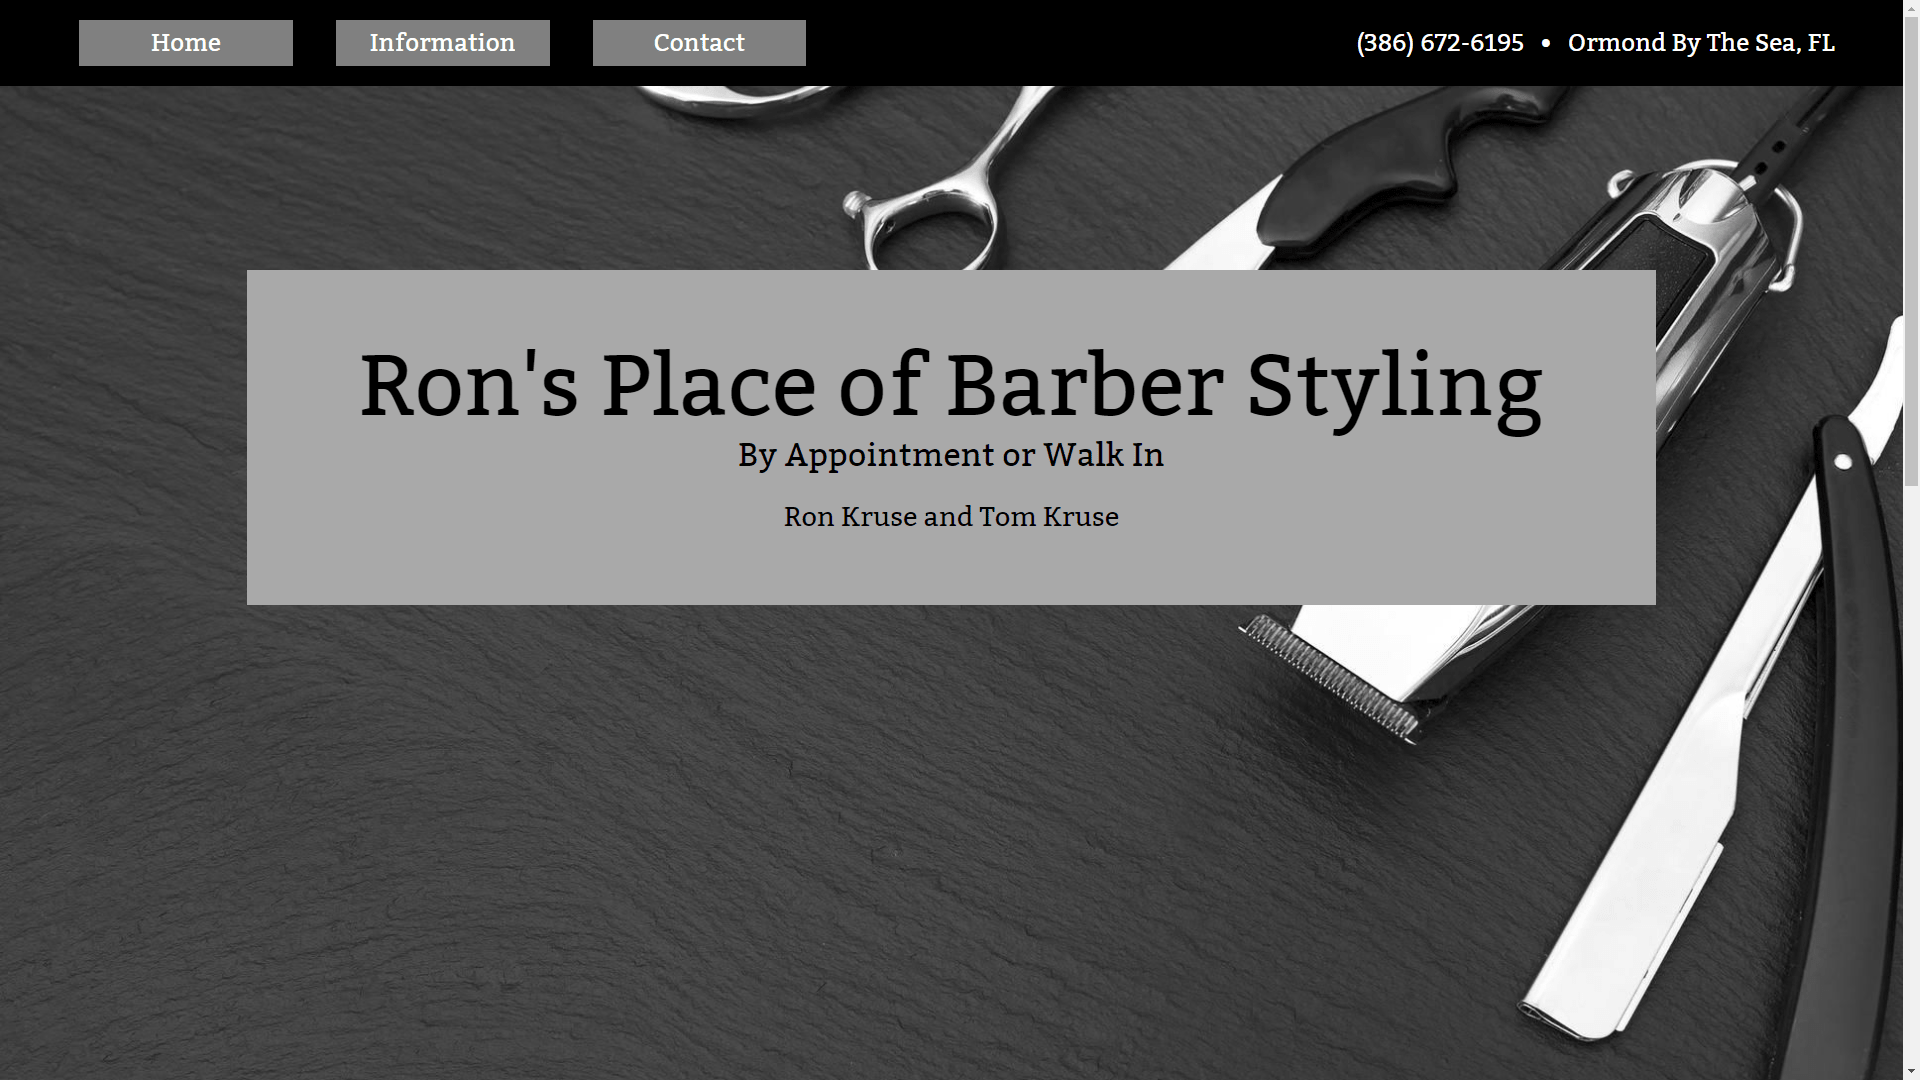 Home
Information
Contact
(386) 672-6195 • Ormond By The Sea, FL
Ron's Place of Barber Styling
By Appointment or Walk In
Ron Kruse and Tom Kruse